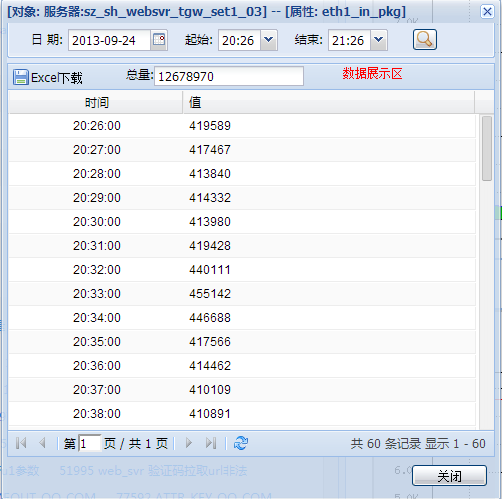 [对象: 服务器:sz_sh_websvr_tgw_set1_03] -- [属性: eth1_in_pkg]
日 期: 2013-09-24 起始: 20:26 结束: 21:26
Excel下载 总量: 12678970 数据展示区
时间 值
20:26:00 419589
20:27:00 417467
20:28:00 413840
20:29:00 414332
20:30:00 413980
20:31:00 419428
20:32:00 440111
20:33:00 455142
20:34:00 446688
20:35:00 417566
20:36:00 414462
20:37:00 410109
20:38:00 410891
第 1 页 / 共 1 页 共 60 条记录 显示 1 - 60
1参数 51995 web_svr 验证码拉取url非法 6.0
关闭